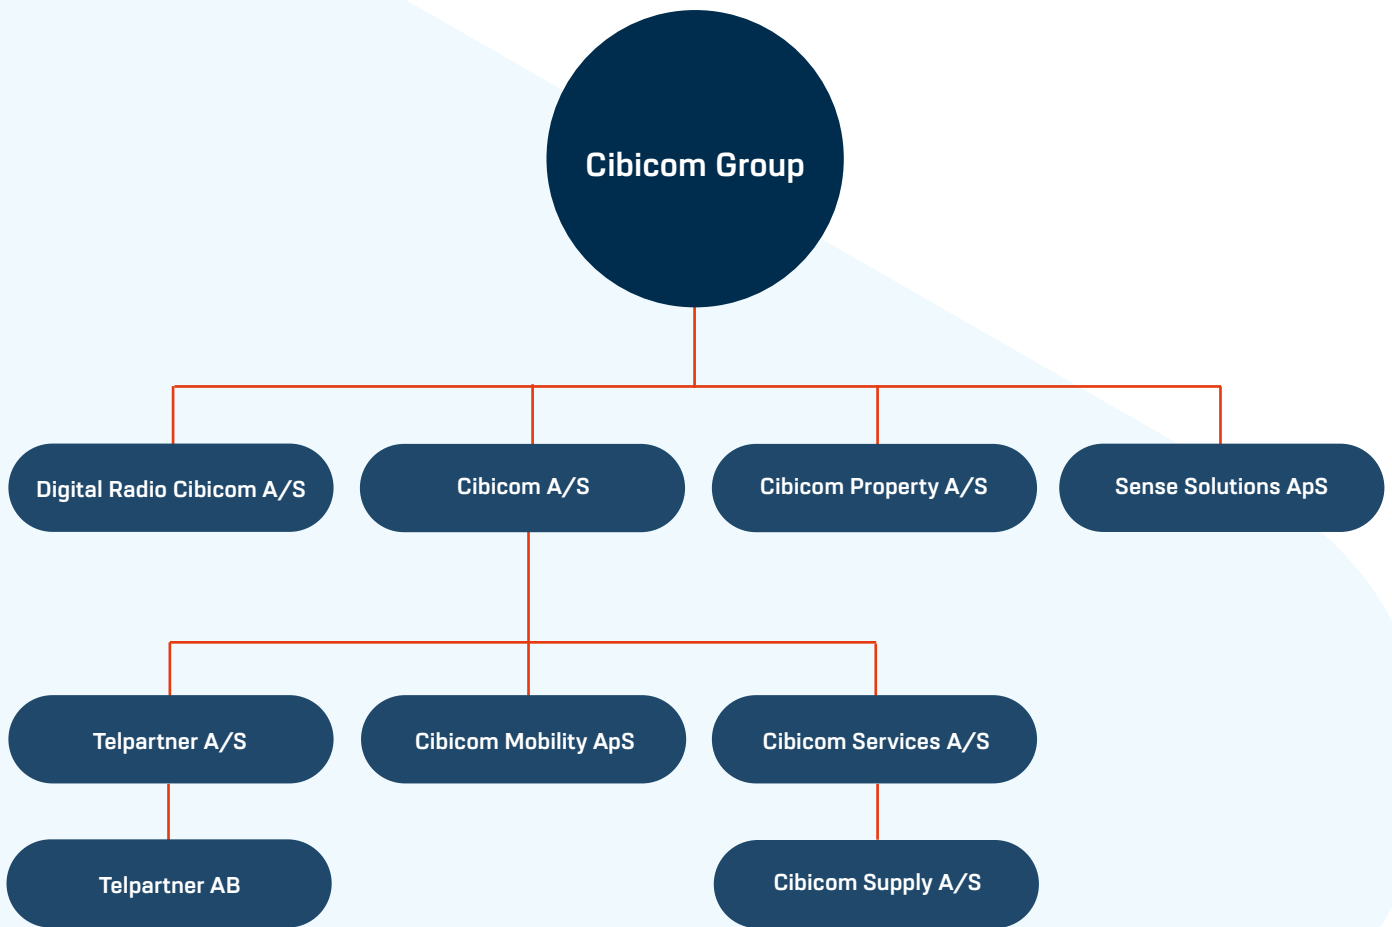 Cibicom Group
Digital Radio Cibicom A/S
Cibicom A/S
Cibicom Property A/S
Sense Solutions ApS
Telpartner A/S
Cibicom Mobility ApS
Cibicom Services A/S
Telpartner AB
Cibicom Supply A/S